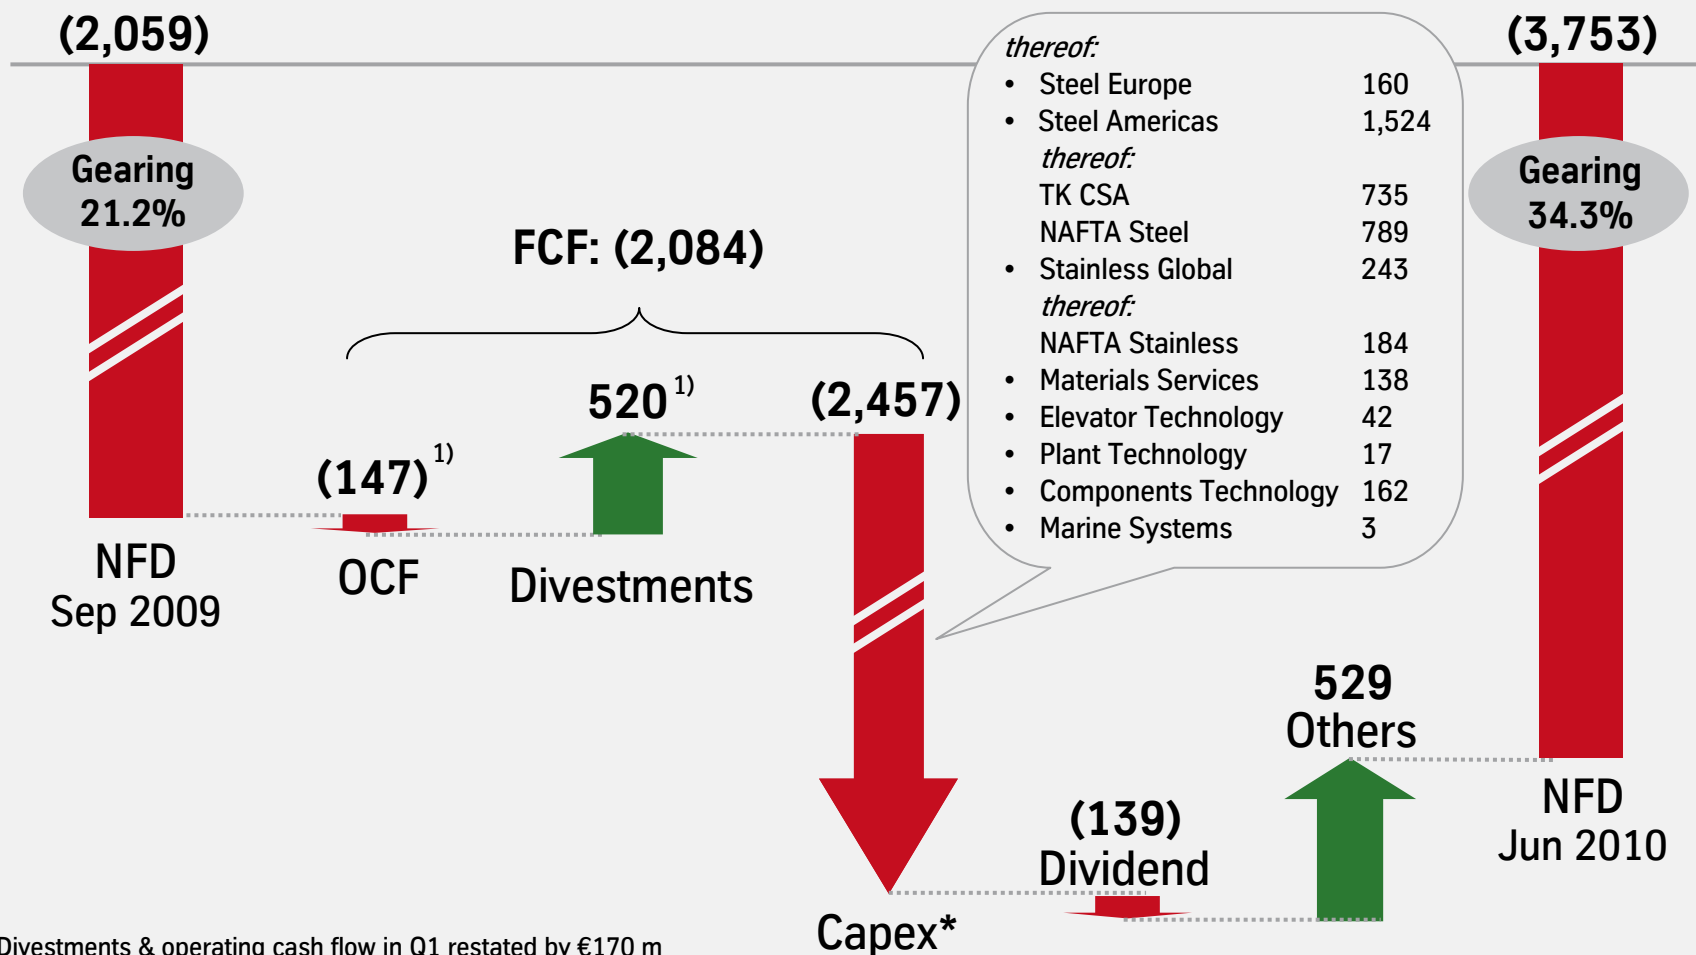 (2,059)
Gearing
21.2%
NFD
Sep 2009
FCF: (2,084)
(147) 1)
OCF
520 1)
Divestments
(2,457)
Capex*
thereof:
• Steel Europe 160
• Steel Americas 1,524
thereof:
TK CSA 735
NAFTA Steel 789
• Stainless Global 243
thereof:
NAFTA Stainless 184
• Materials Services 138
• Elevator Technology 42
• Plant Technology 17
• Components Technology 162
• Marine Systems 3
(139)
Dividend
529
Others
(3,753)
Gearing
34.3%
NFD
Jun 2010
Divestments & operating cash flow in Q1 restated by €170 m